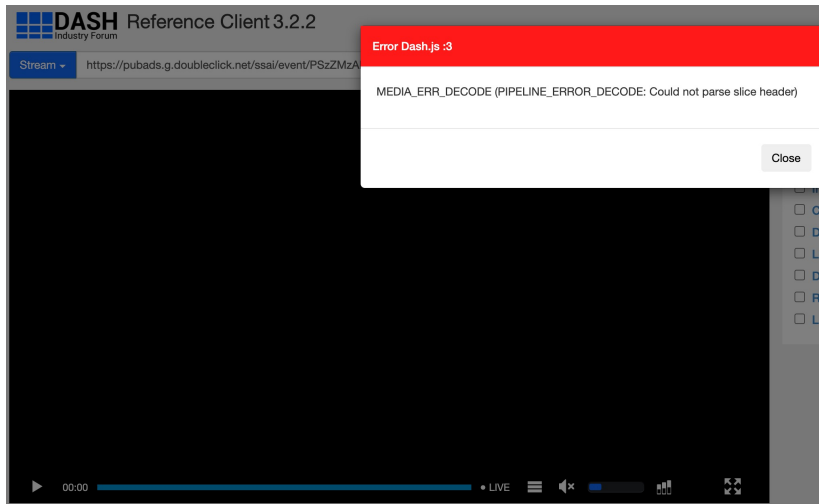 DASH Reference Client 3.2.2
Industry Forum
Stream https://pubads.g.doubleclick.net/ssai/event/PSzZMzA
Error Dash.js :3
MEDIA_ERR_DECODE (PIPELINE_ERROR_DECODE: Could not parse slice header)
Close
D
L
D
R
L
00:00 LIVE